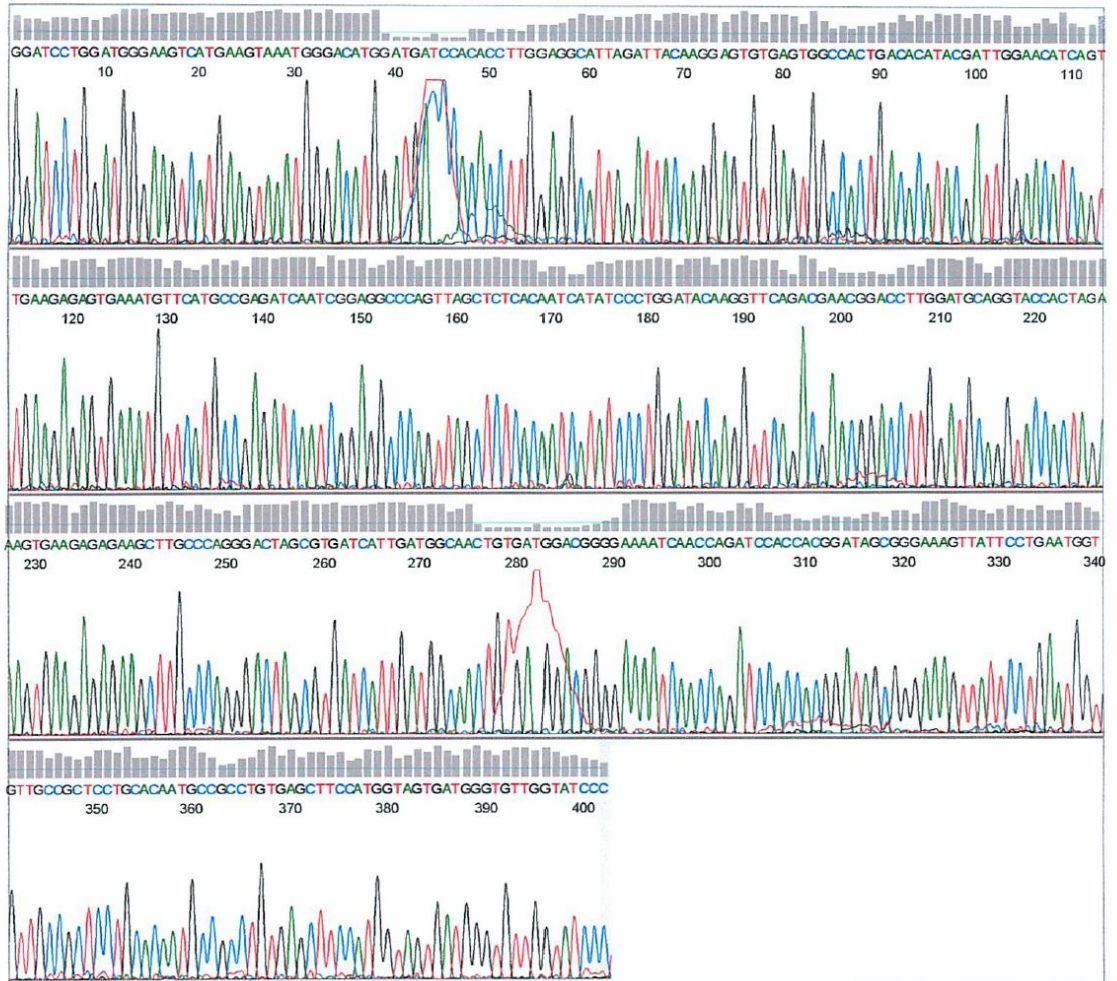 GGATCCTGGATGGGAAGTCATGAAGTAAATGGGACATGGATGATCCACACCTTGGAGGCATTAGATTACAAGGAGTGTGAGTGGCCACTGACACATACGATTGGAACATCAGT
10 20 30 40 50 60 70 80 90 100 110
TGAAGAGAGTGAAATGTTCATGCCGAGATCAATCGGAGGCCCAGTTAGCTCTCACAATCATATCCCTGGATACAAGGTTCAGACGAACGGACCTTGGATGCAGGTACCACTAGA
120 130 140 150 160 170 180 190 200 210 220
AAGTGAAGAGAGAAGCTTGCCCAGGGACTAGCGTGATCATTGATGGCAACTGTGATGGACGGGGAAAATCAACCAGATCCACCACGGATAGCGGGAAAGTTATTCCTGAATGGT
230 240 250 260 270 280 290 300 310 320 330 340
GTTGCCGCTCCTGCACAATGCCGCCTGTGAGCTTCCATGGTAGTGATGGGTGTTGGTATCCC
350 360 370 380 390 400